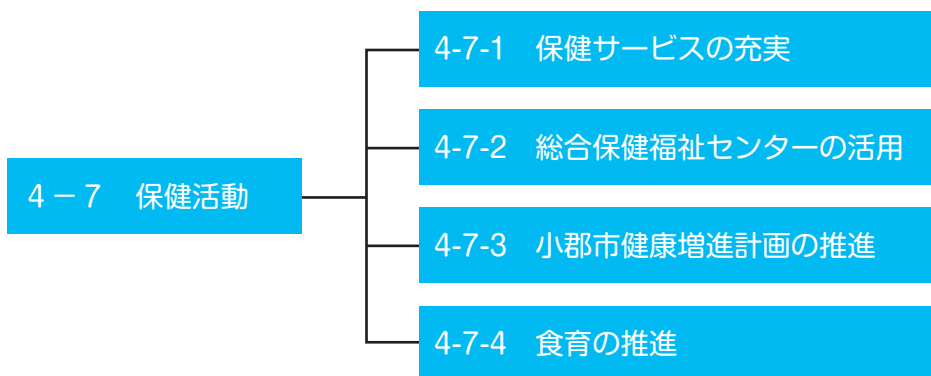 4－7　保健活動
4-7-1　保健サービスの充実
4-7-2　総合保健福祉センターの活用
4-7-3　小郡市健康増進計画の推進
4-7-4　食育の推進